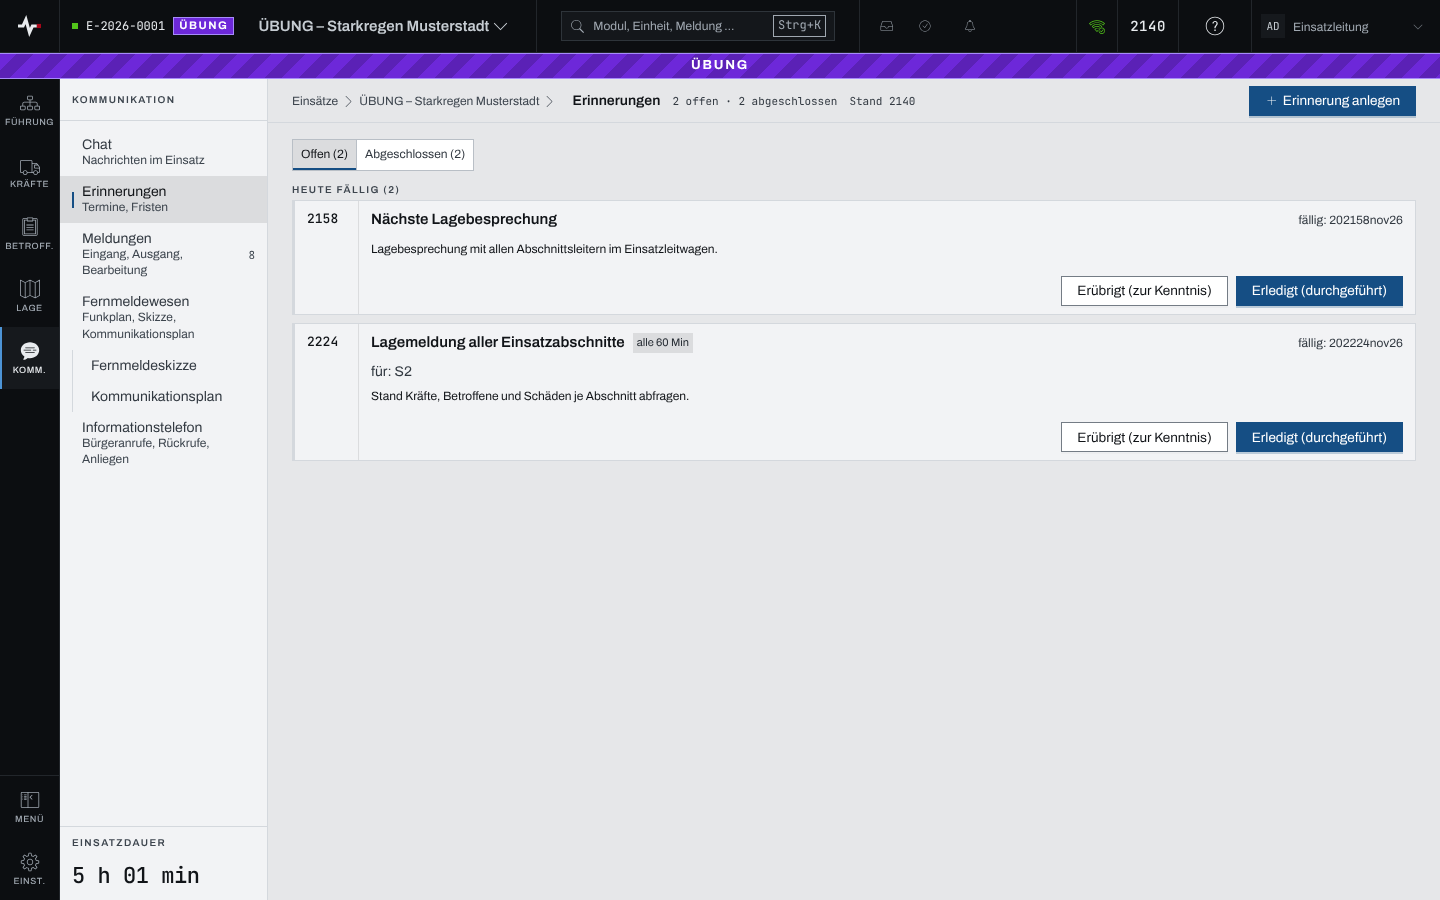 E-2026-0001 ÜBUNG ÜBUNG – Starkregen Musterstadt Modul, Einheit, Meldung ... Strg+K 2140 ? AD Einsatzleitung
ÜBUNG
FÜHRUNG
KRÄFTE
BETROFF.
LAGE
KOMM.
MENÜ
EINST.
KOMMUNIKATION
Chat
Nachrichten im Einsatz
Erinnerungen
Termine, Fristen
Meldungen
Eingang, Ausgang, 8
Bearbeitung
Fernmeldewesen
Funkplan, Skizze,
Kommunikationsplan
Fernmeldeskizze
Kommunikationsplan
Informationstelefon
Bürgeranrufe, Rückrufe,
Anliegen
EINSATZDAUER
5 h 01 min
Einsätze ÜBUNG – Starkregen Musterstadt Erinnerungen 2 offen · 2 abgeschlossen Stand 2140 + Erinnerung anlegen
Offen (2) Abgeschlossen (2)
HEUTE FÄLLIG (2)
2158 Nächste Lagebesprechung fällig: 202158nov26
Lagebesprechung mit allen Abschnittsleitern im Einsatzleitwagen.
Erübrigt (zur Kenntnis) Erledigt (durchgeführt)
2224 Lagemeldung aller Einsatzabschnitte alle 60 Min fällig: 202224nov26
für: S2
Stand Kräfte, Betroffene und Schäden je Abschnitt abfragen.
Erübrigt (zur Kenntnis) Erledigt (durchgeführt)